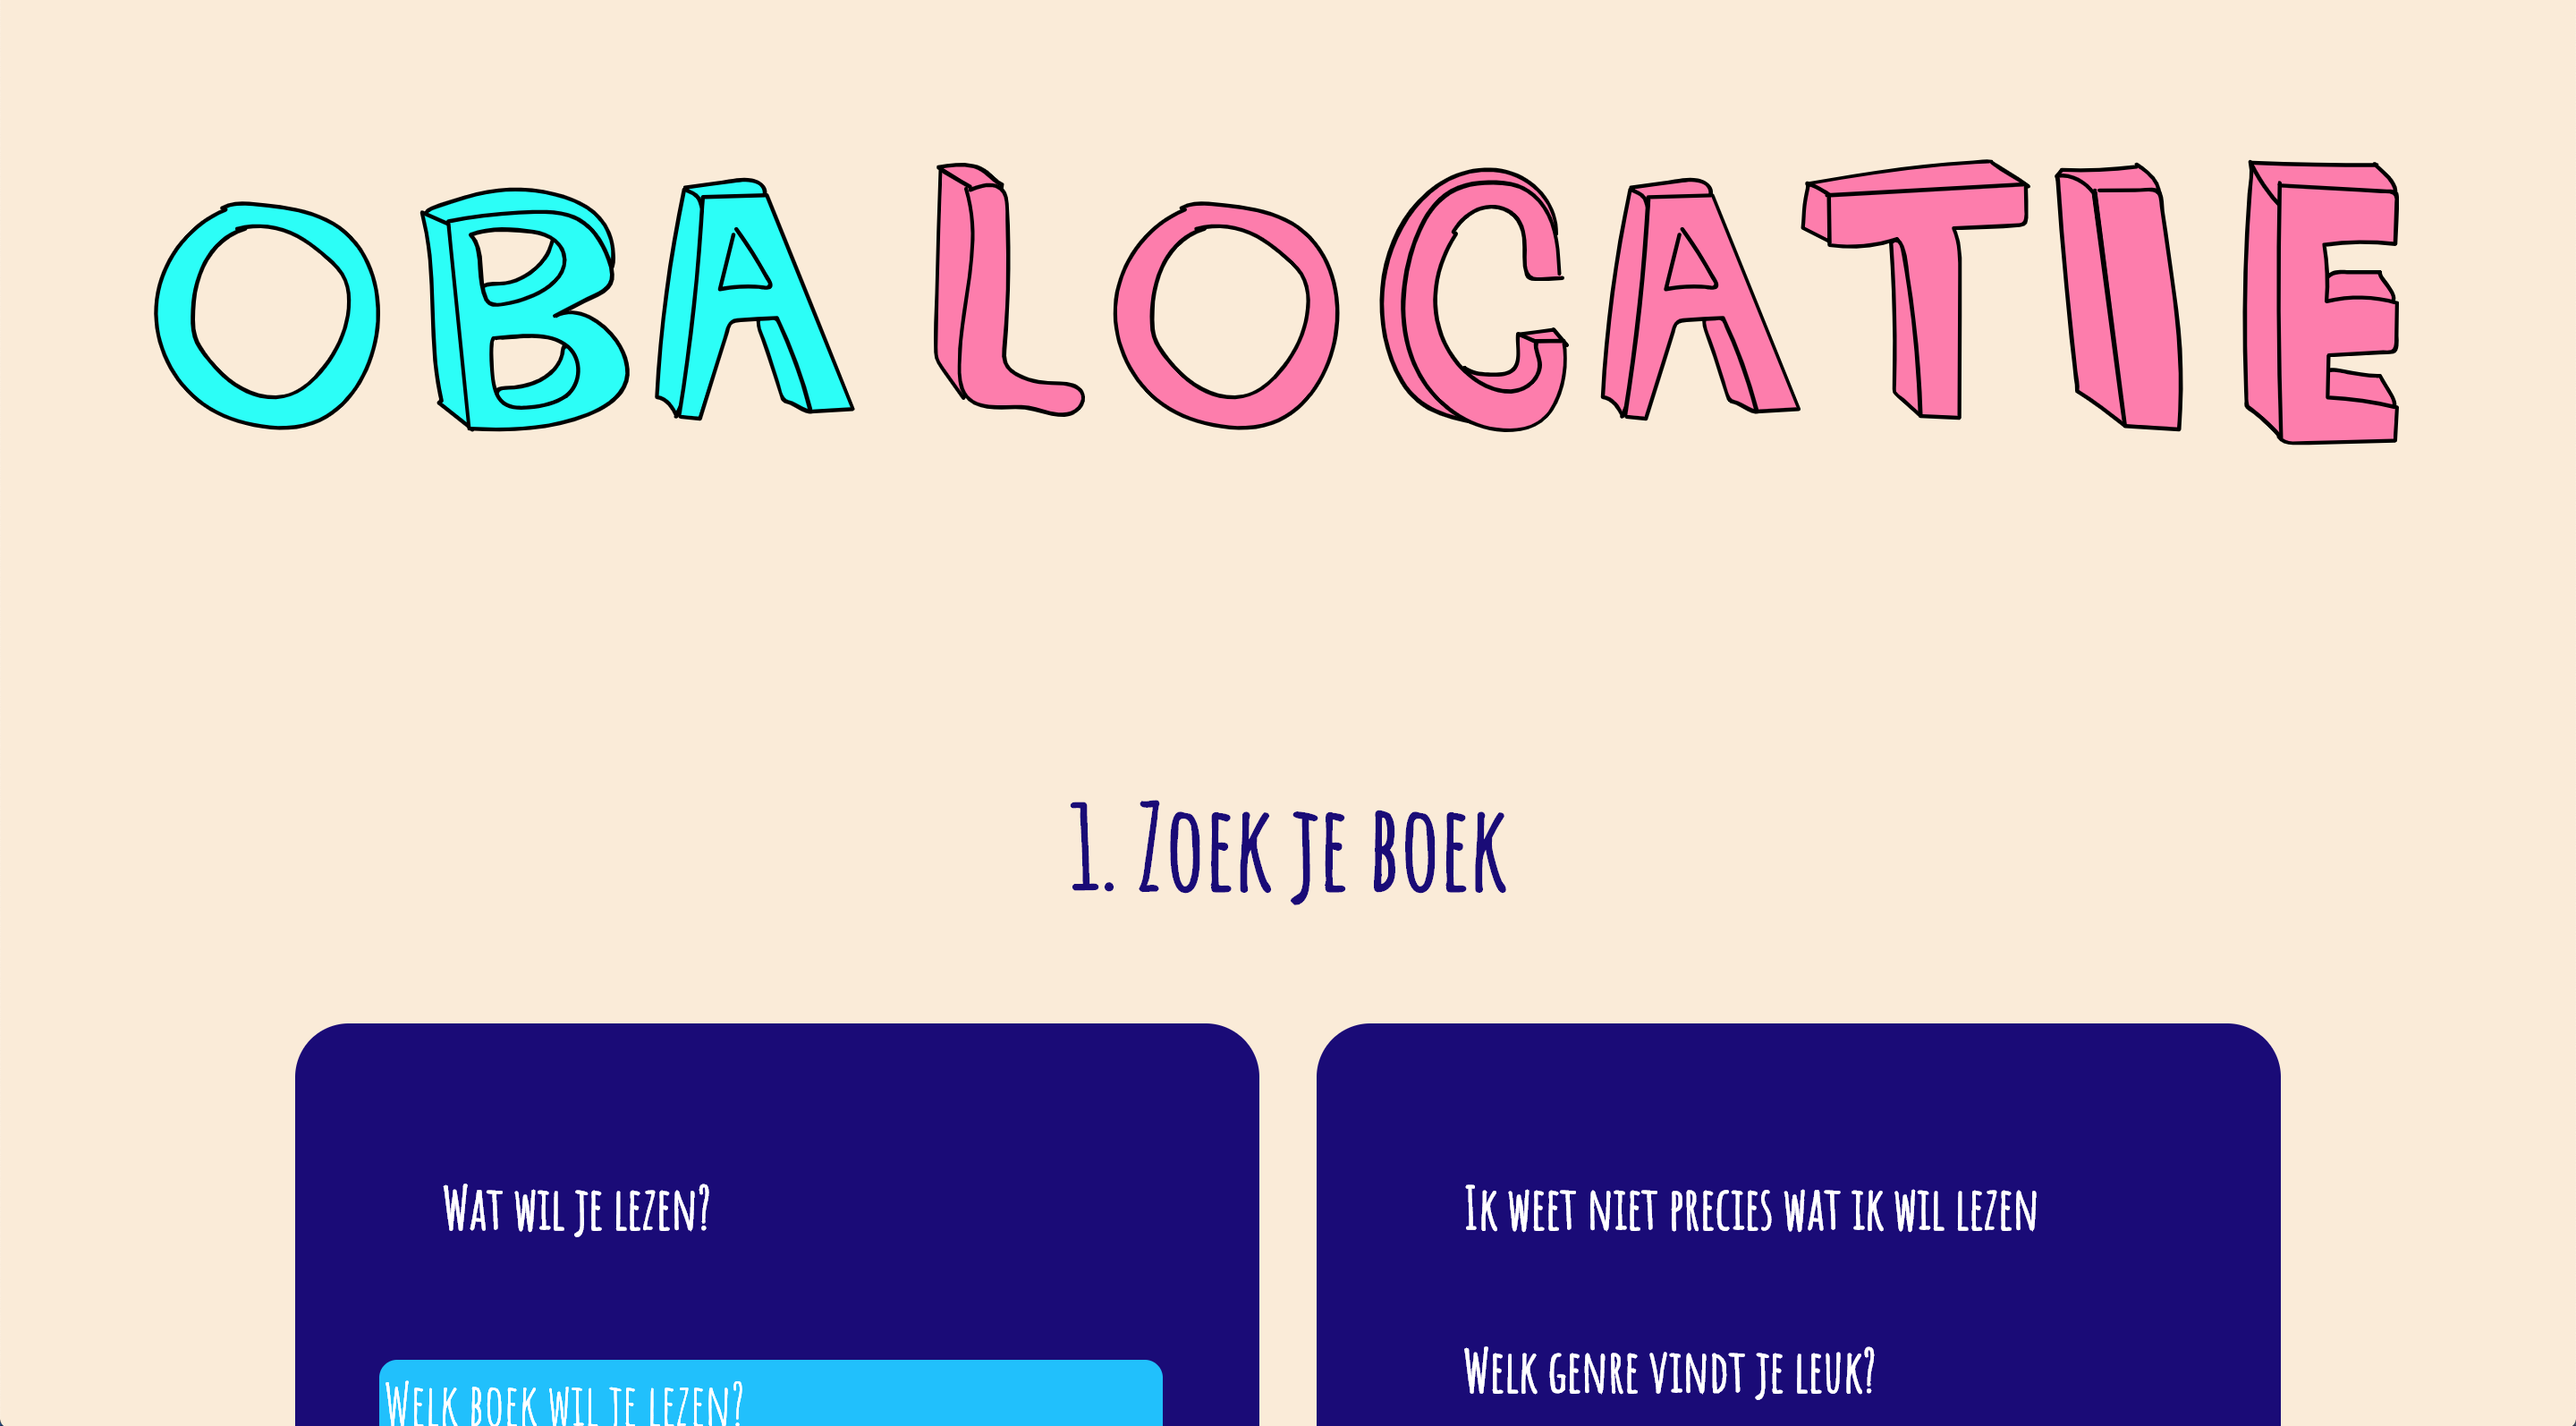 OBA LOCATIE
1. Zoek je boek
Wat wil je lezen?
Welk boek wil je lezen?
Ik weet niet precies wat ik wil lezen
Welk genre vindt je leuk?